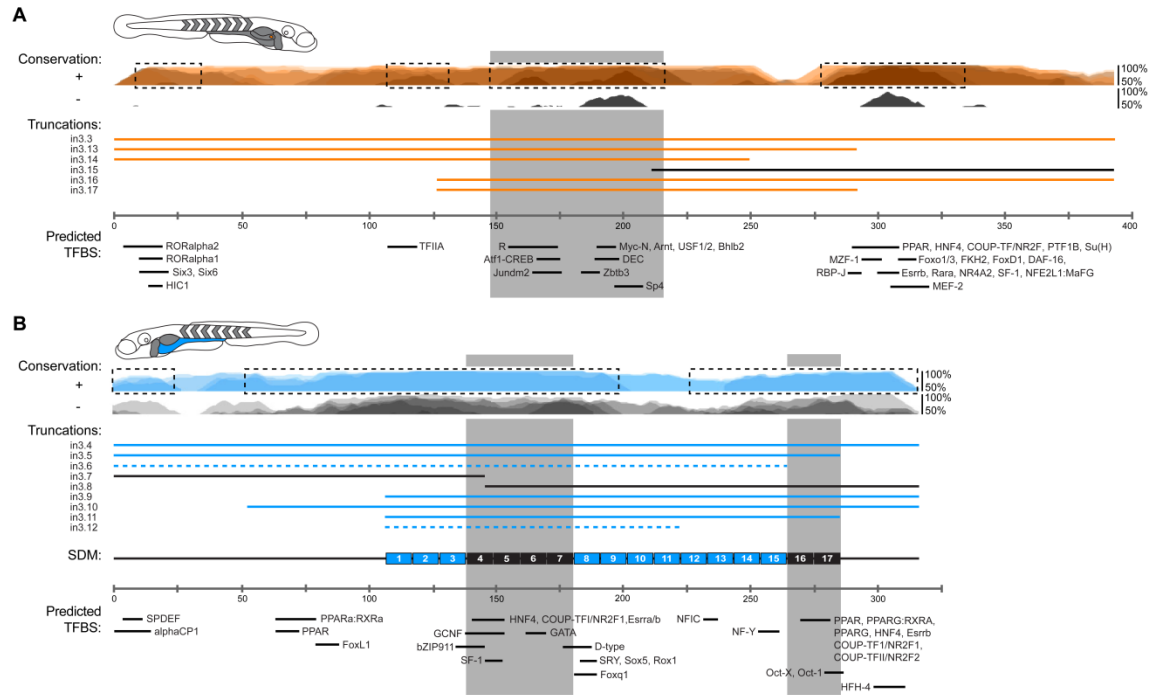 A
Conservation:
+
100%
50%
-
100%
50%
Truncations:
in3.3
in3.13
in3.14
in3.15
in3.16
in3.17
0 50 100 150 200 250 300 350 400
Predicted
TFBS:
RORalpha2 TFIIA R Myc-N, Arnt, USF1/2, Bhlb2 PPAR, HNF4, COUP-TF/NR2F, PTF1B, Su(H)
RORalpha1 Atf1-CREB DEC MZF-1 Foxo1/3, FKH2, FoxD1, DAF-16,
Six3, Six6 Jundm2 Zbtb3 RBP-J Esrrb, Rara, NR4A2, SF-1, NFE2L1:MaFG
HIC1 Sp4 MEF-2
B
Conservation:
+
100%
50%
-
100%
50%
Truncations:
in3.4
in3.5
in3.6
in3.7
in3.8
in3.9
in3.10
in3.11
in3.12
SDM: 1 2 3 4 5 6 7 8 9 10 11 12 13 14 15 16 17
0 50 100 150 200 250 300
Predicted
TFBS:
SPDEF PPARa:RXRa HNF4, COUP-TFI/NR2F1,Esrra/b NFIC PPAR, PPARG:RXRA,
alphaCP1 PPAR GCNF GATA NF-Y PPARG, HNF4, Esrrb
FoxL1 bZIP911 D-type COUP-TF1/NR2F1,
SF-1 SRY, Sox5, Rox1 COUP-TFII/NR2F2
Foxq1 Oct-X, Oct-1
HFH-4